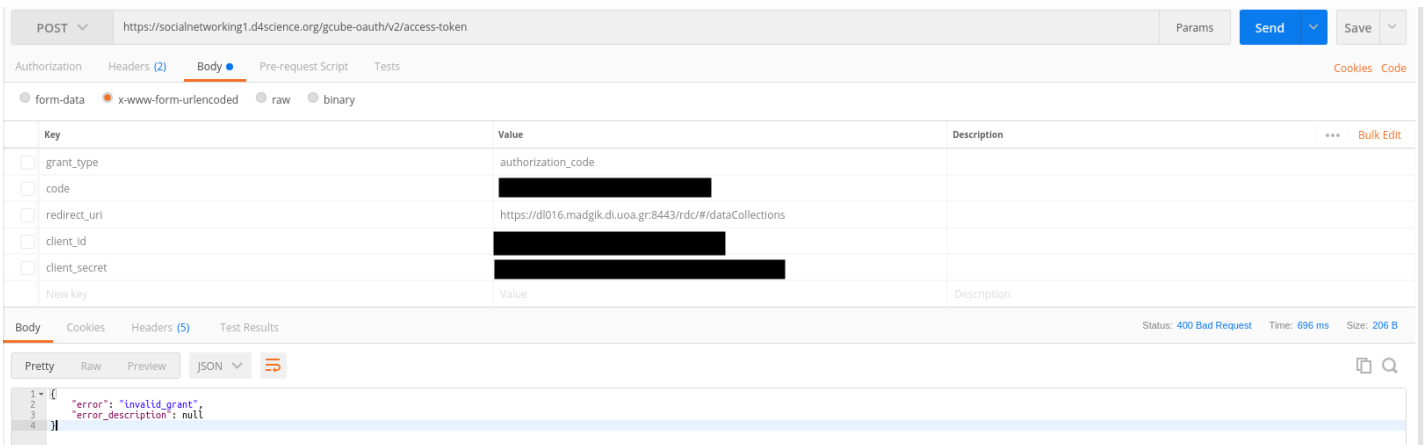 POST https://socialnetworking1.d4science.org/gcube-oauth/v2/access-token Params Send Save
Authorization Headers (2) Body Pre-request Script Tests Cookies Code
form-data x-www-form-urlencoded raw binary
Key Value Description ••• Bulk Edit
grant_type authorization_code
code
redirect_uri https://dl016.madgik.di.uoa.gr:8443/rdc/#/dataCollections
client_id
client_secret
New key Value Description
Body Cookies Headers (5) Test Results Status: 400 Bad Request Time: 696 ms Size: 206 B
Pretty Raw Preview JSON
1 {
2 "error": "invalid_grant",
3 "error_description": null
4 }